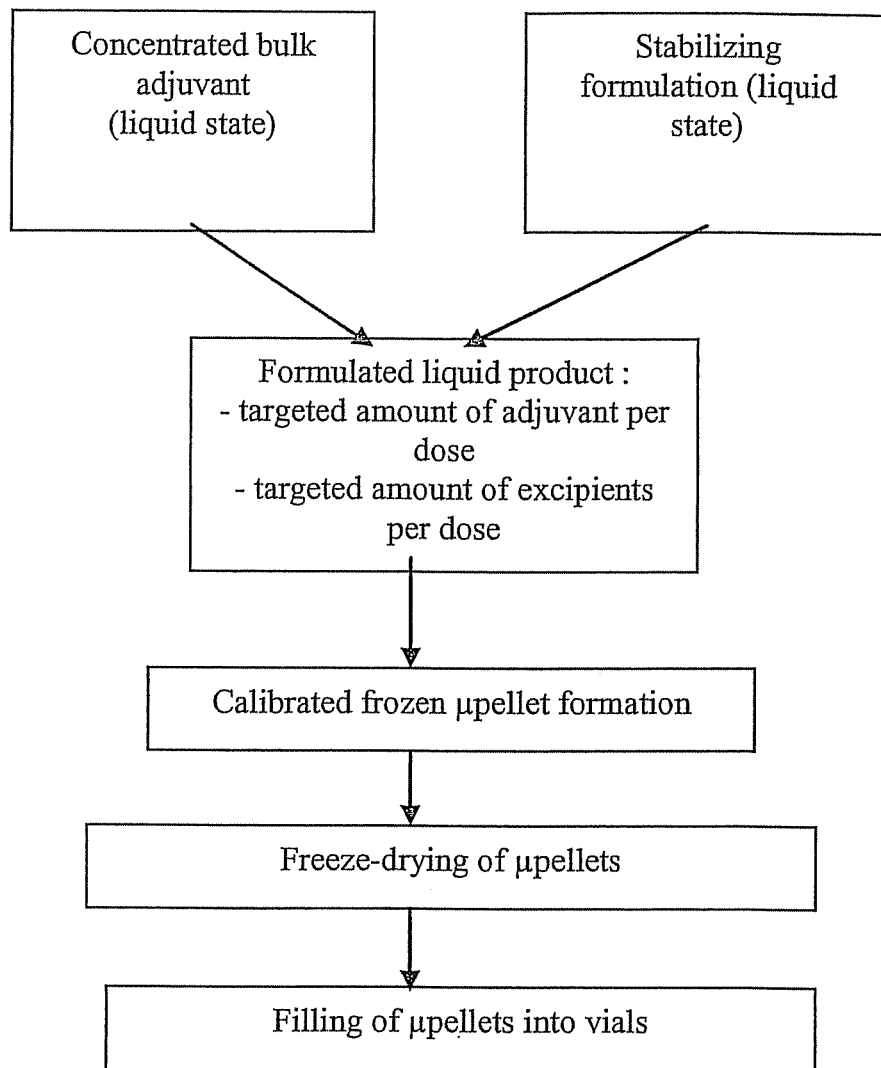 Concentrated bulk
adjuvant
(liquid state)
Stabilizing
formulation (liquid
state)
Formulated liquid product :
- targeted amount of adjuvant per
dose
- targeted amount of excipients
per dose
Calibrated frozen µpellet formation
Freeze-drying of µpellets
Filling of µpellets into vials